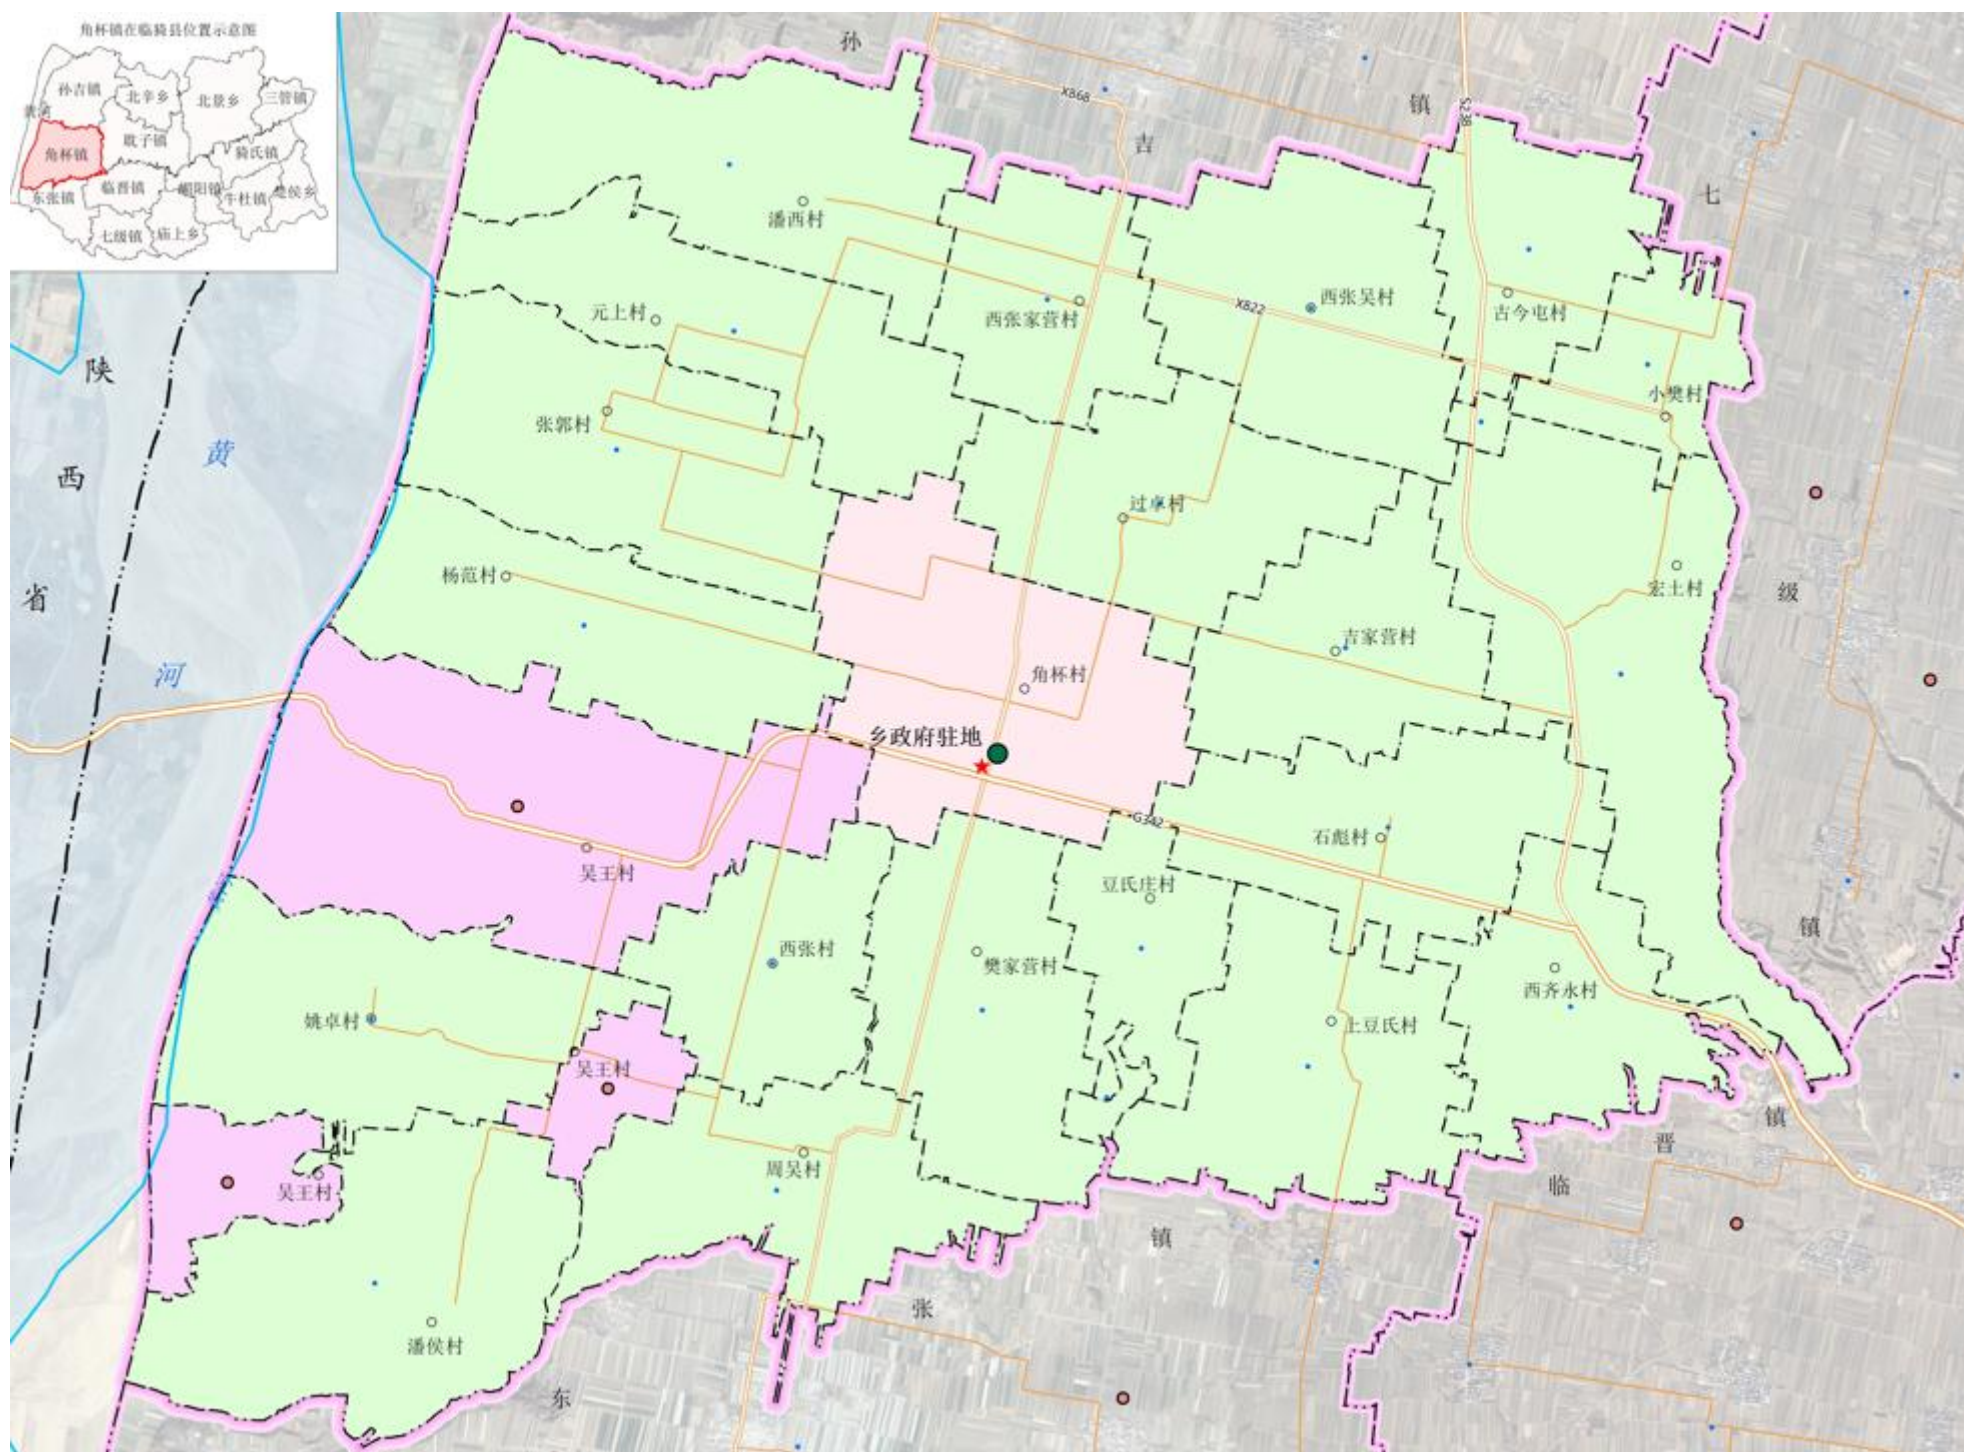 角杯镇在临猗县位置示意图
孙吉镇
北辛乡
北景乡
三管镇
黄河
角杯镇
耽子镇
猗氏镇
东张镇
临晋镇
嵋阳镇
牛杜镇
楚侯乡
七级镇
庙上乡
孙
吉
镇
X868
S238
七
级
镇
潘西村
元上村
西张家营村
西张吴村
X822
古今屯村
小樊村
陕
西
省
黄
河
张郭村
过卓村
杨范村
宏土村
吉家营村
角杯村
乡政府驻地
G342
石彪村
吴王村
豆氏庄村
西张村
樊家营村
西齐永村
姚卓村
上豆氏村
吴王村
周吴村
吴王村
潘侯村
临
晋
镇
东
张
镇